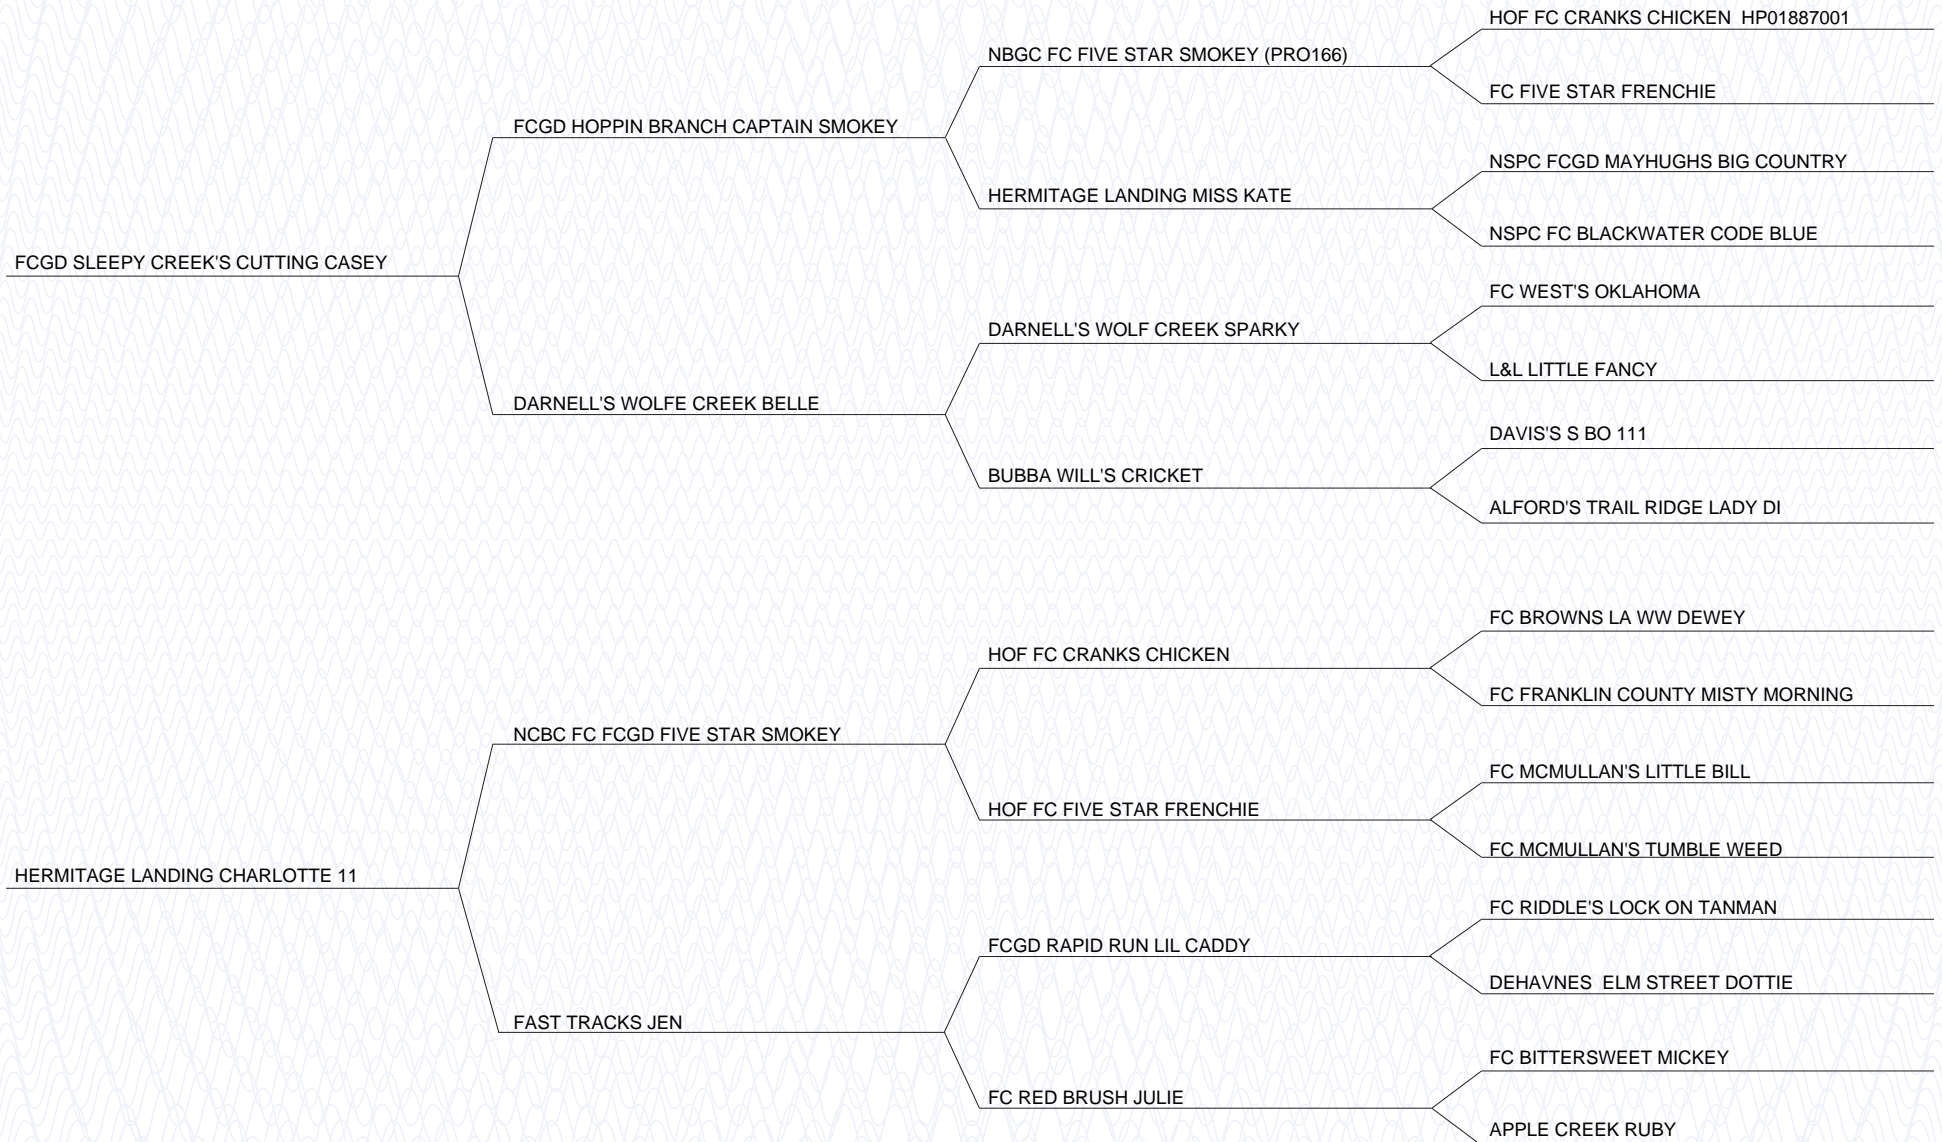 HOF FC CRANKS CHICKEN  HP01887001
NBGC FC FIVE STAR SMOKEY (PRO166)
FC FIVE STAR FRENCHIE
FCGD HOPPIN BRANCH CAPTAIN SMOKEY
NSPC FCGD MAYHUGHS BIG COUNTRY
HERMITAGE LANDING MISS KATE
NSPC FC BLACKWATER CODE BLUE
FCGD SLEEPY CREEK'S CUTTING CASEY
FC WEST'S OKLAHOMA
DARNELL'S WOLF CREEK SPARKY
L&L LITTLE FANCY
DARNELL'S WOLFE CREEK BELLE
DAVIS'S S BO 111
BUBBA WILL'S CRICKET
ALFORD'S TRAIL RIDGE LADY DI
FC BROWNS LA WW DEWEY
HOF FC CRANKS CHICKEN
FC FRANKLIN COUNTY MISTY MORNING
NCBC FC FCGD FIVE STAR SMOKEY
FC MCMULLAN'S LITTLE BILL
HOF FC FIVE STAR FRENCHIE
FC MCMULLAN'S TUMBLE WEED
HERMITAGE LANDING CHARLOTTE 11
FC RIDDLE'S LOCK ON TANMAN
FCGD RAPID RUN LIL CADDY
DEHAVNES  ELM STREET DOTTIE
FAST TRACKS JEN
FC BITTERSWEET MICKEY
FC RED BRUSH JULIE
APPLE CREEK RUBY